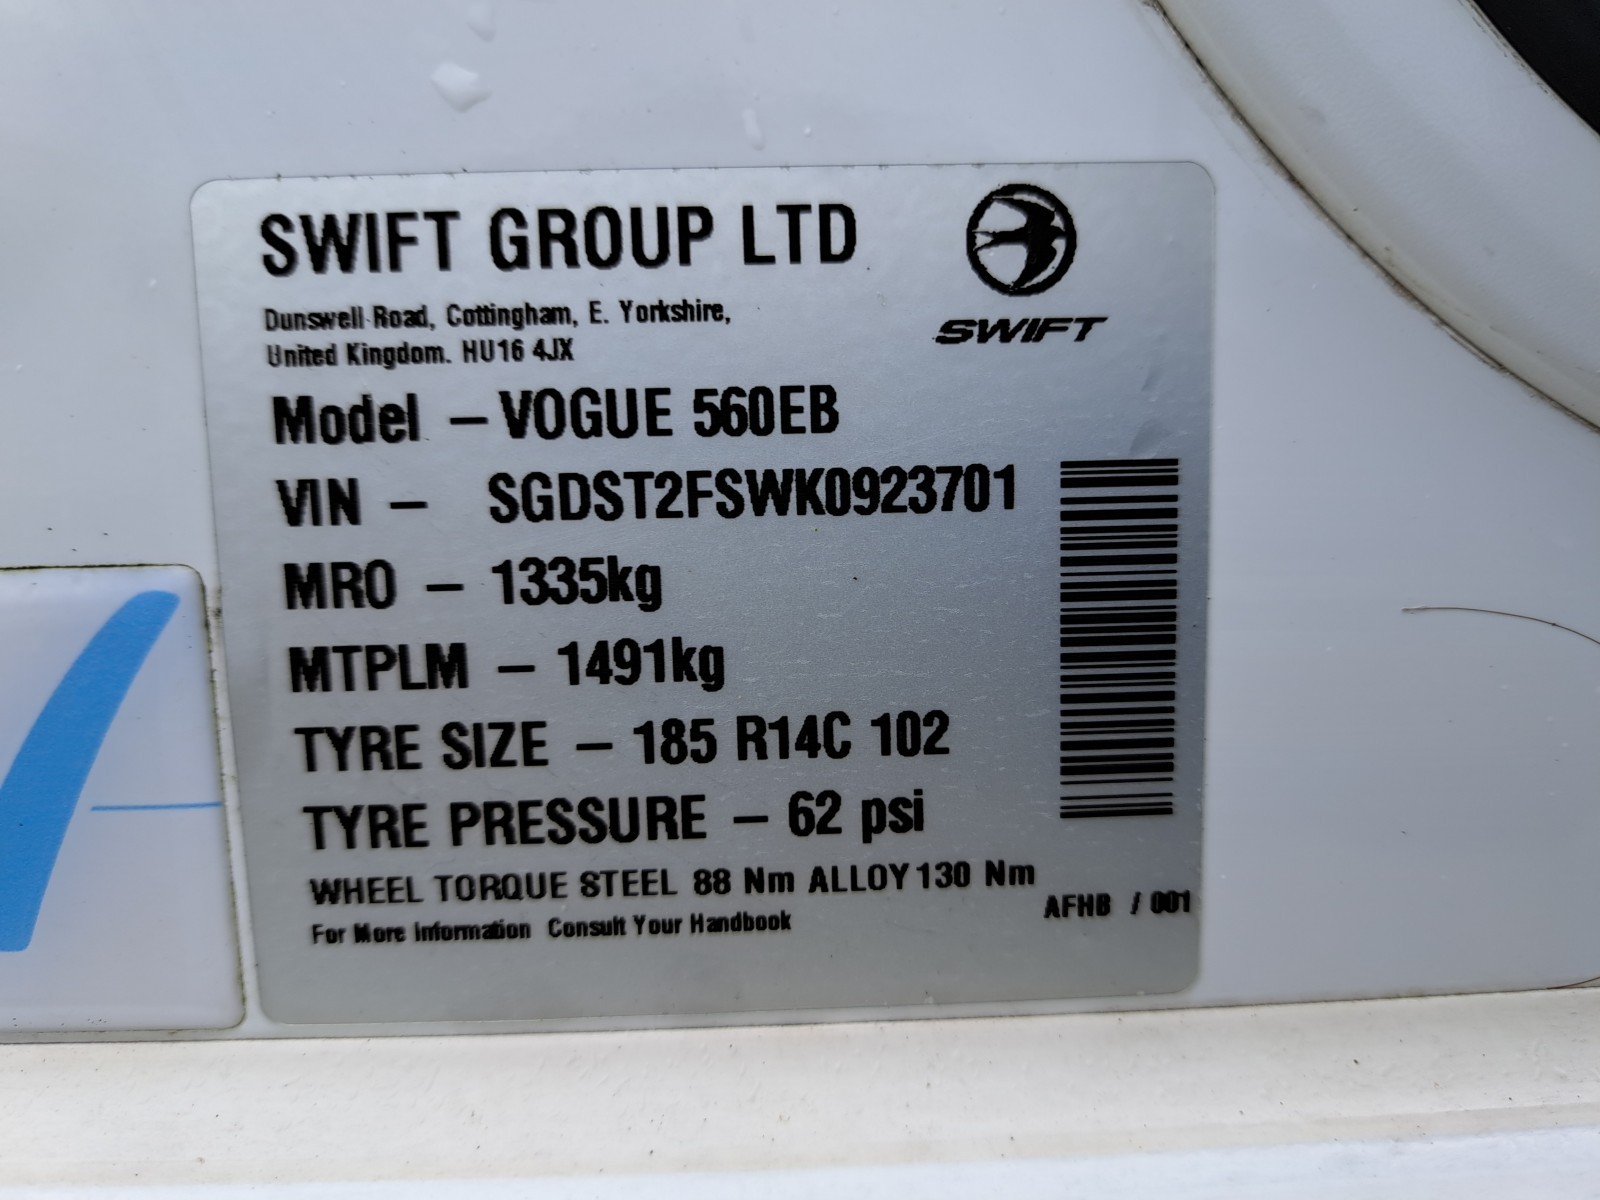 SWIFT GROUP LTD
SWIFT
Dunswell Road, Cottingham, E. Yorkshire,
United Kingdom. HU16 4JX
Model – VOGUE 560EB
VIN – SGDST2FSWK0923701
MRO – 1335kg
MTPLM – 1491kg
TYRE SIZE – 185 R14C 102
TYRE PRESSURE – 62 psi
WHEEL TORQUE STEEL 88 Nm ALLOY 130 Nm
For More Information Consult Your Handbook
AFHB / 001